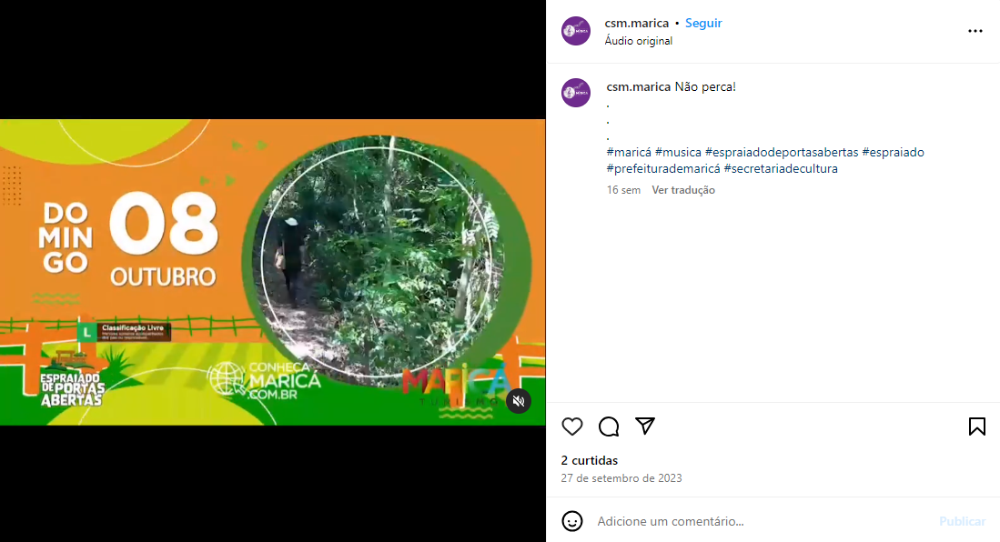 DO
MIN
GO
08
OUTUBRO
L
Classificação Livre
ESPRAIADO
DE PORTAS
ABERTAS
CONHEÇA
MARICÁ
.COM.BR
MARICÁ
TURISMO
csm.marica • Seguir
Áudio original
csm.marica Não perca!
.
.
.
#maricá #musica #espraiadodeportasabertas #espraiado
#prefeiturademaricá #secretariadecultura
16 sem Ver tradução
2 curtidas
27 de setembro de 2023
Adicione um comentário...
Publicar